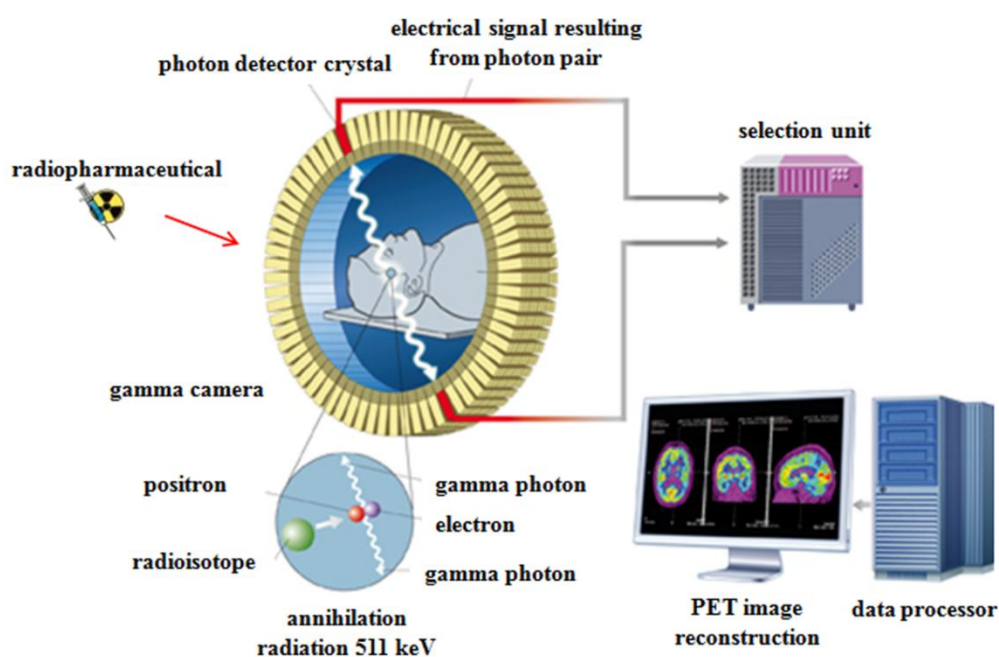 electrical signal resulting
from photon pair
photon detector crystal
selection unit
radiopharmaceutical
gamma camera
positron
gamma photon
electron
radioisotope
gamma photon
annihilation
radiation 511 keV
PET image
reconstruction
data processor